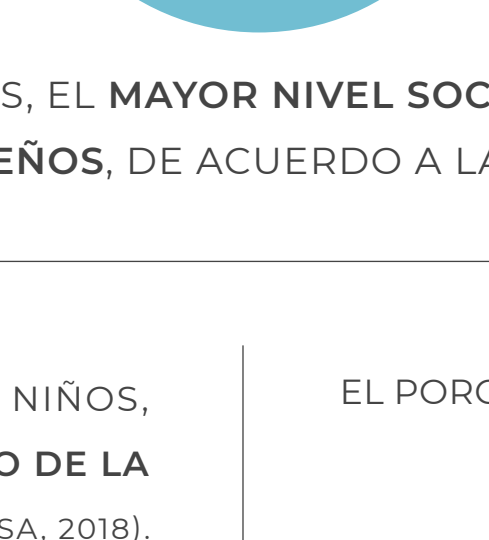 S, EL MAYOR NIVEL SOC
EÑOS, DE ACUERDO A LA
NIÑOS,
O DE LA
SA, 2018).
EL PORC